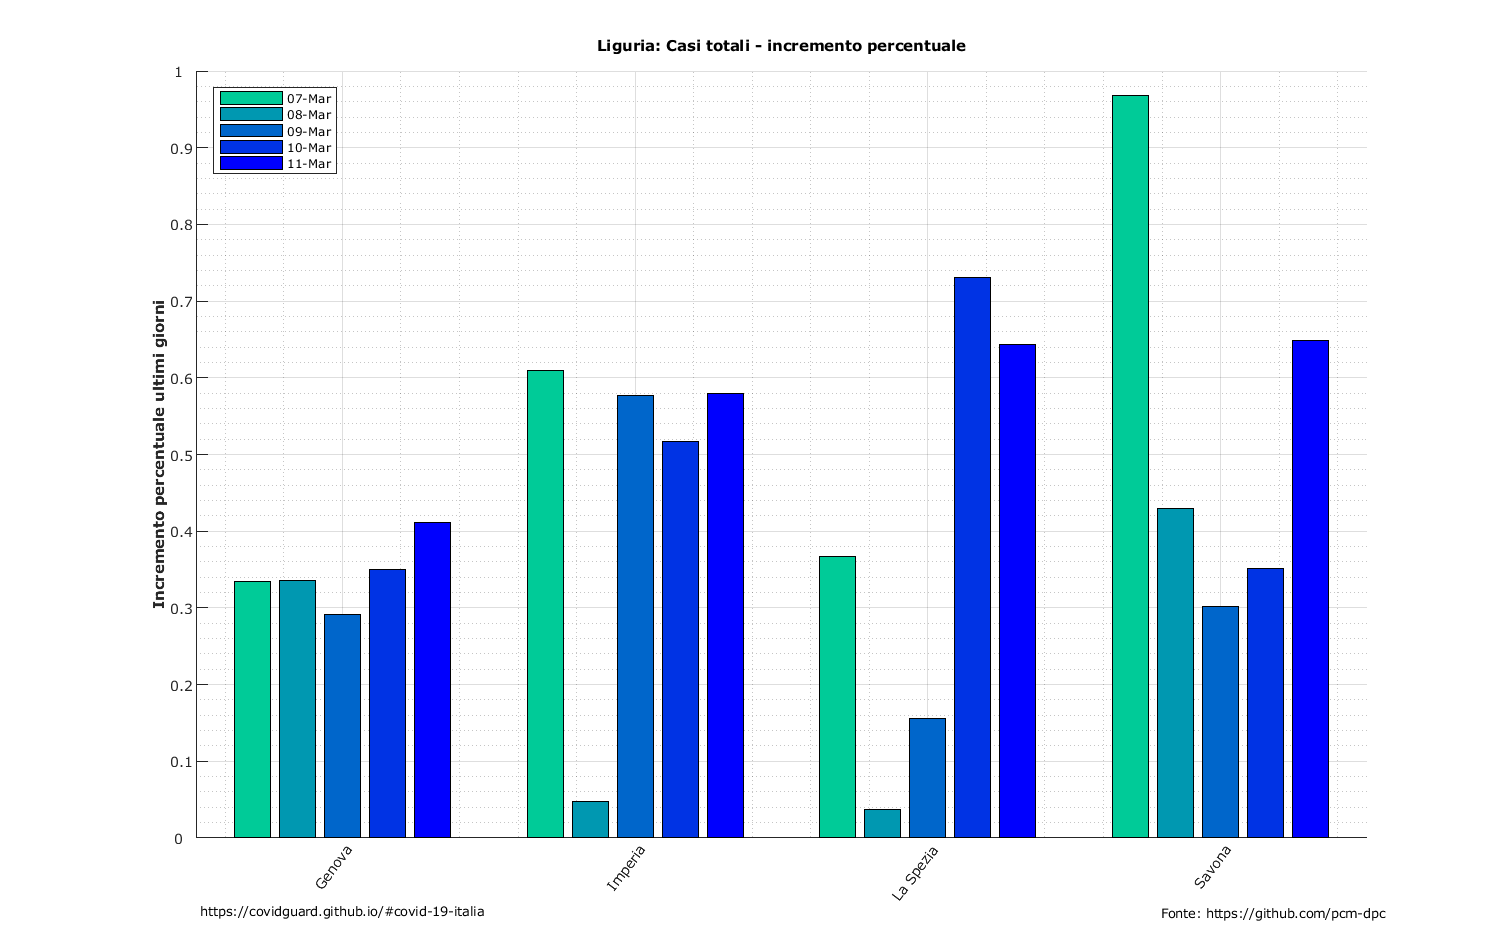 Liguria: Casi totali - incremento percentuale
1
0.9
0.8
0.7
0.6
0.5
0.4
0.3
0.2
0.1
0
Incremento percentuale ultimi giorni
07-Mar
08-Mar
09-Mar
10-Mar
11-Mar
Genova
Imperia
La Spezia
Savona
https://covidguard.github.io/#covid-19-italia
Fonte: https://github.com/pcm-dpc